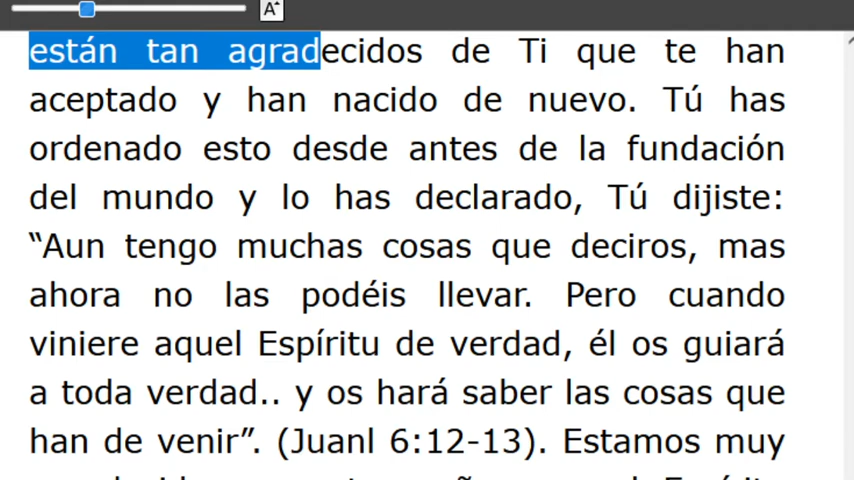 A
están tan agradecidos de Ti que te han
aceptado y han nacido de nuevo. Tú has
ordenado esto desde antes de la fundación
del mundo y lo has declarado, Tú dijiste:
“Aun tengo muchas cosas que deciros, mas
ahora no las podéis llevar. Pero cuando
viniere aquel Espíritu de verdad, él os guiará
a toda verdad.. y os hará saber las cosas que
han de venir”. (Juanl 6:12-13). Estamos muy